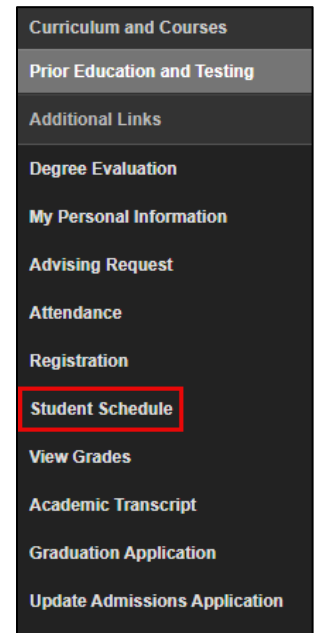 Curriculum and Courses
Prior Education and Testing
Additional Links
Degree Evaluation
My Personal Information
Advising Request
Attendance
Registration
Student Schedule
View Grades
Academic Transcript
Graduation Application
Update Admissions Application